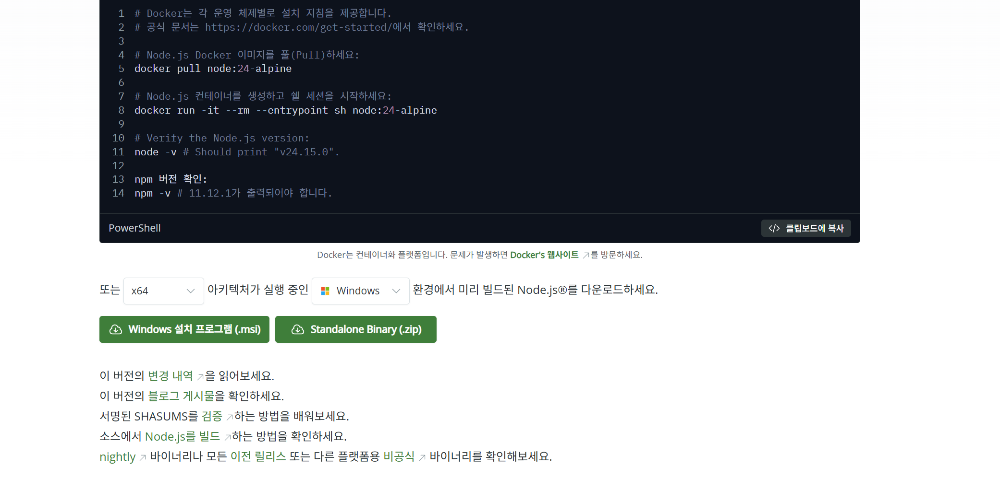 1 # Docker는 각 운영 체제별로 설치 지침을 제공합니다.
2 # 공식 문서는 https://docker.com/get-started/에서 확인하세요.
3
4 # Node.js Docker 이미지를 풀(Pull)하세요:
5 docker pull node:24-alpine
6
7 # Node.js 컨테이너를 생성하고 쉘 세션을 시작하세요:
8 docker run -it --rm --entrypoint sh node:24-alpine
9
10 # Verify the Node.js version:
11 node -v # Should print "v24.15.0".
12
13 npm 버전 확인:
14 npm -v # 11.12.1가 출력되어야 합니다.
PowerShell </> 클립보드에 복사
Docker는 컨테이너화 플랫폼입니다. 문제가 발생하면 Docker's 웹사이트 ↗를 방문하세요.
또는 x64 아키텍처가 실행 중인 Windows 환경에서 미리 빌드된 Node.js®를 다운로드하세요.
Windows 설치 프로그램 (.msi) Standalone Binary (.zip)
이 버전의 변경 내역 ↗을 읽어보세요.
이 버전의 블로그 게시물을 확인하세요.
서명된 SHASUMS를 검증 ↗하는 방법을 배워보세요.
소스에서 Node.js를 빌드 ↗하는 방법을 확인하세요.
nightly ↗ 바이너리나 모든 이전 릴리스 또는 다른 플랫폼용 비공식 ↗ 바이너리를 확인해보세요.